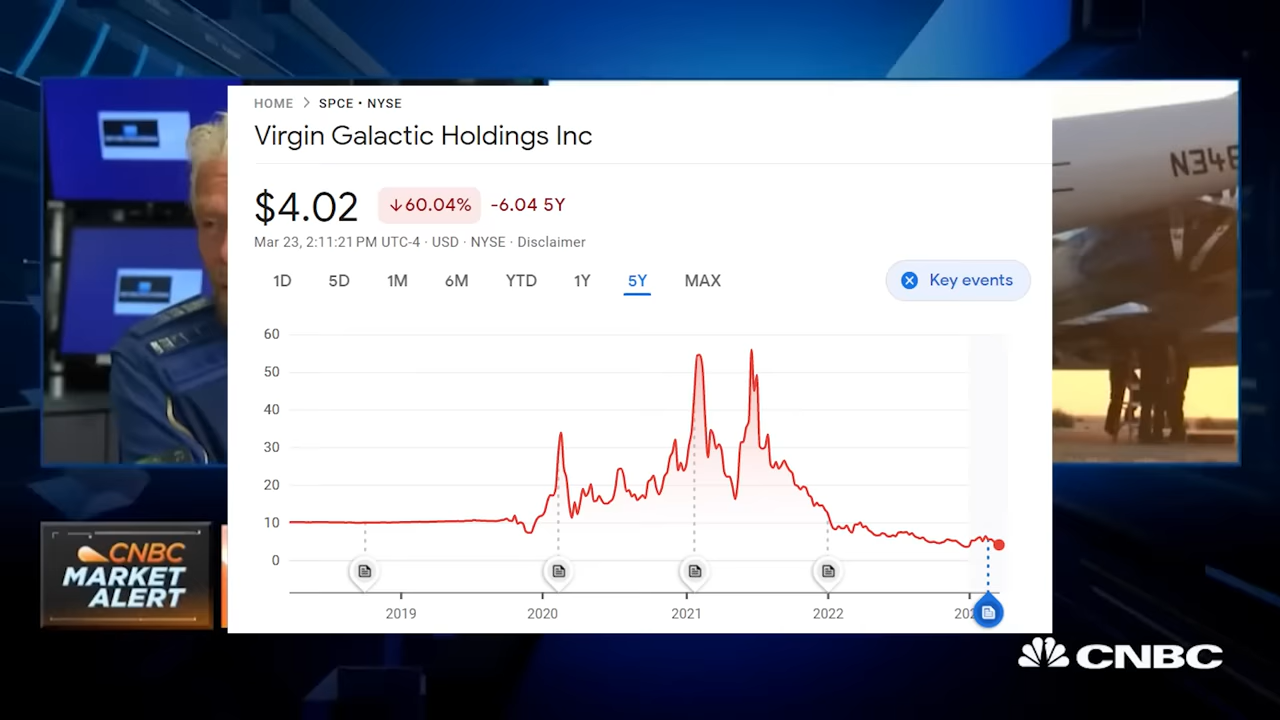 HOME > SPCE • NYSE
Virgin Galactic Holdings Inc
$4.02 ↓60.04% -6.04 5Y
Mar 23, 2:11:21 PM UTC-4 · USD · NYSE · Disclaimer
1D 5D 1M 6M YTD 1Y 5Y MAX Key events
60
50
40
30
20
10
0
2019 2020 2021 2022
N348
CNBC
MARKET
ALERT
CNBC